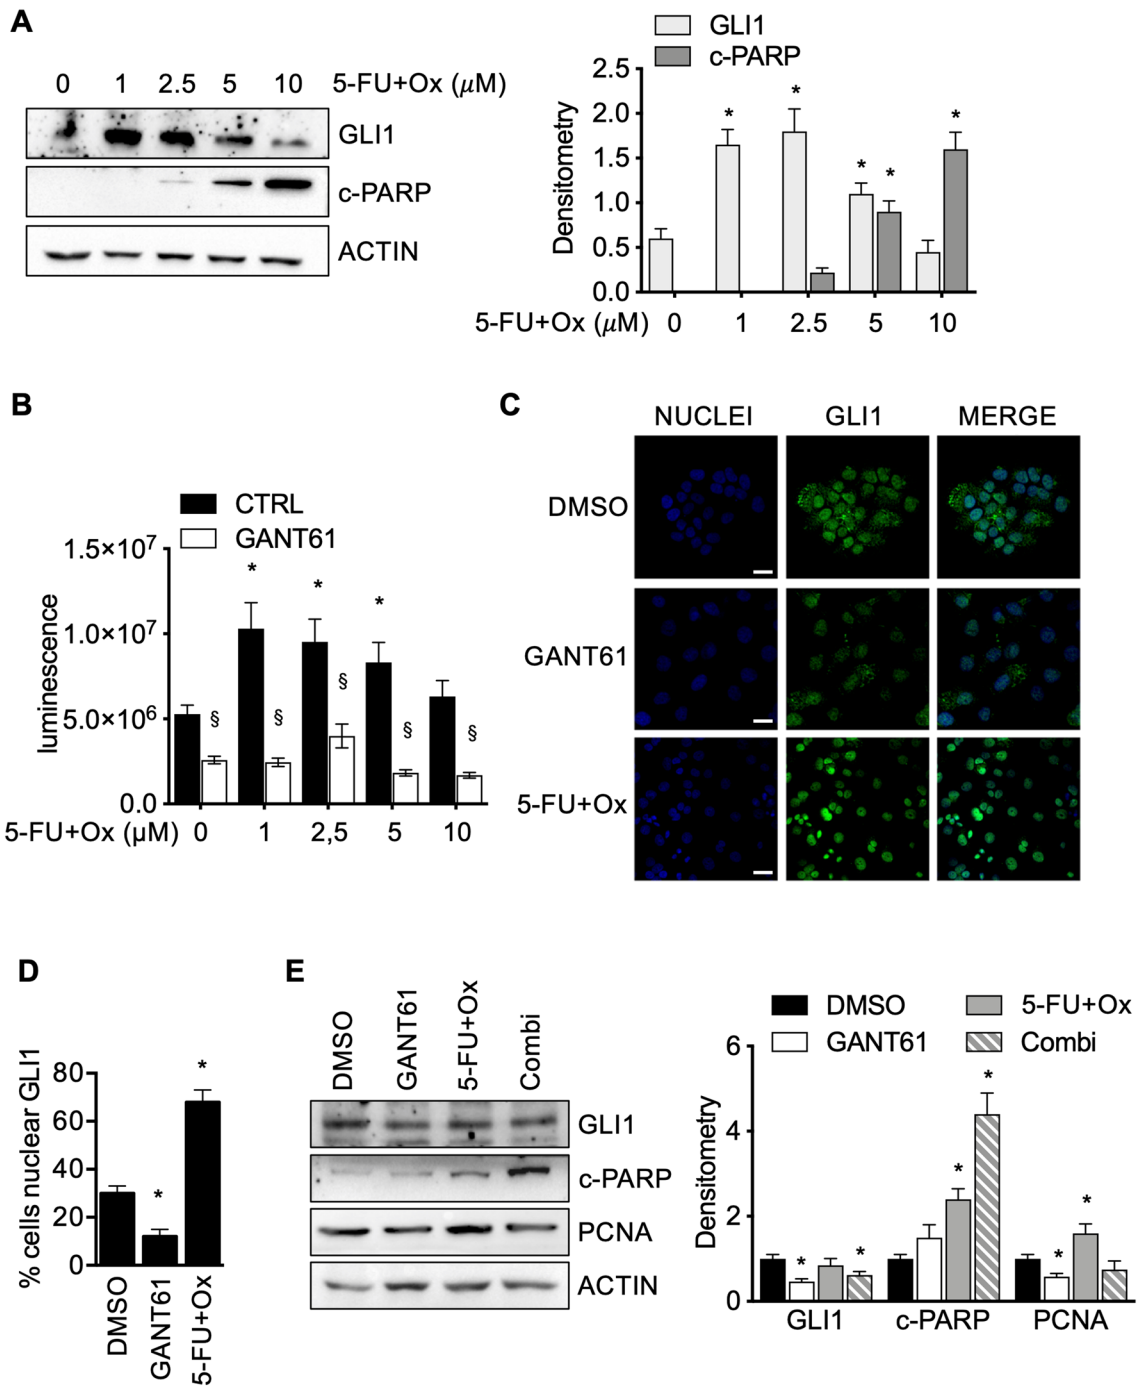 A
0 1 2.5 5 10 5-FU+Ox (μM)
GLI1
c-PARP
ACTIN
GLI1
c-PARP
2.5
2.0
1.5
1.0
0.5
0.0
Densitometry
* * * * *
5-FU+Ox (μM) 0 1 2.5 5 10
B
CTRL
GANT61
1.5×10⁷
1.0×10⁷
5.0×10⁶
0.0
luminescence
* * *
§ § § § §
5-FU+Ox (μM) 0 1 2,5 5 10
C
NUCLEI GLI1 MERGE
DMSO
GANT61
5-FU+Ox
D
% cells nuclear GLI1
80
60
40
20
0
* *
DMSO
GANT61
5-FU+Ox
E
DMSO GANT61 5-FU+Ox Combi
GLI1
c-PARP
PCNA
ACTIN
DMSO 5-FU+Ox
GANT61 Combi
Densitometry
6
4
2
0
* * * * * *
GLI1 c-PARP PCNA